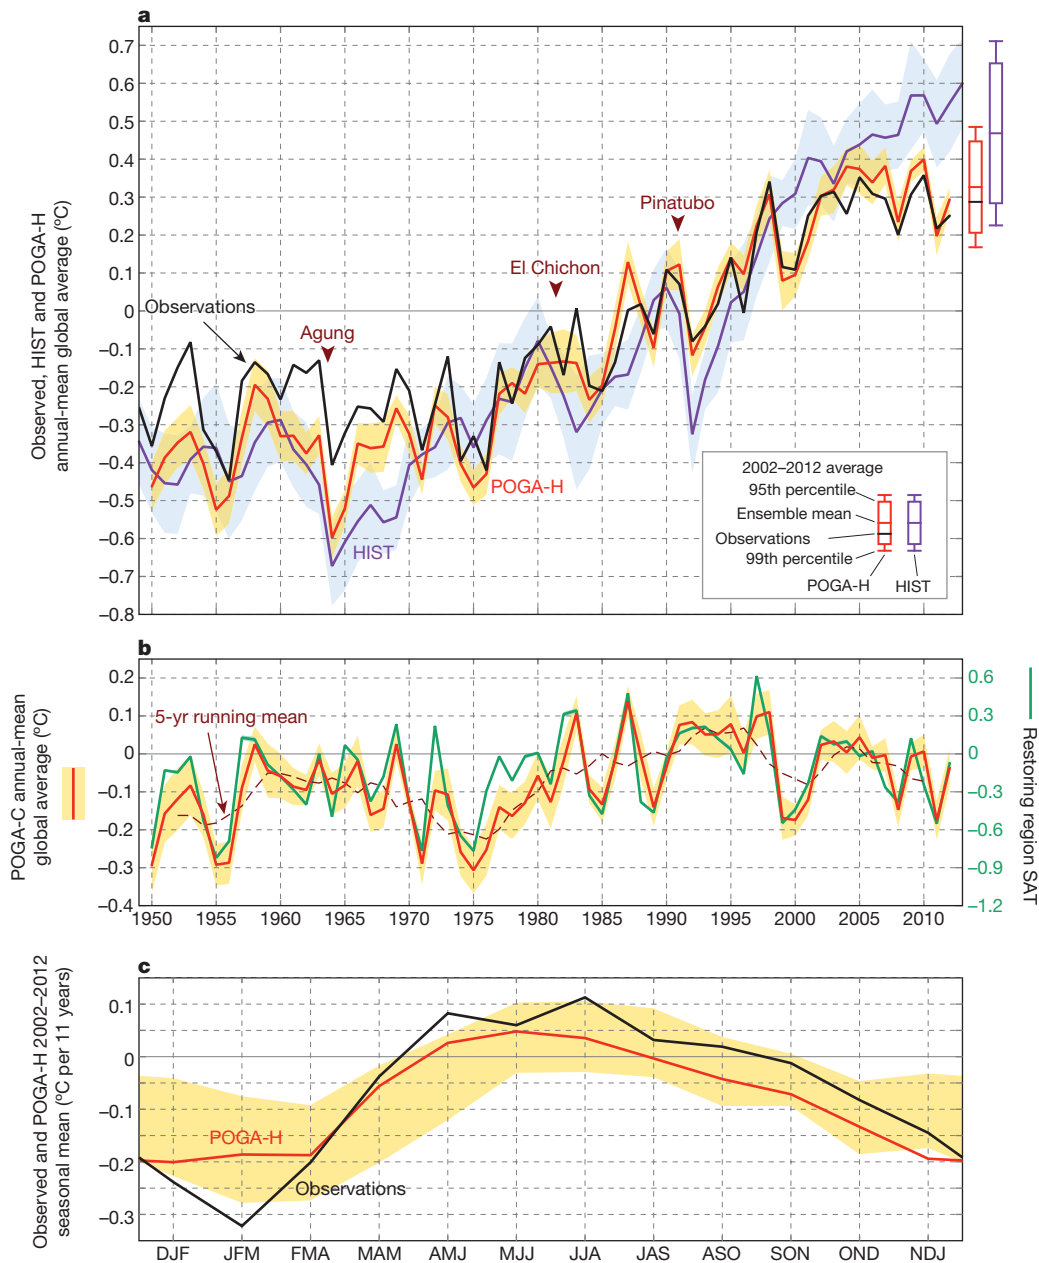 a
Observed, HIST and POGA-H
annual-mean global average (ºC)
0.7
0.6
0.5
0.4
0.3
0.2
0.1
0
–0.1
–0.2
–0.3
–0.4
–0.5
–0.6
–0.7
–0.8
Observations
Agung
El Chichon
Pinatubo
POGA-H
HIST
2002–2012 average
95th percentile
Ensemble mean
Observations
99th percentile
POGA-H
HIST
b
POGA-C annual-mean
global average (ºC)
0.2
0.1
0
–0.1
–0.2
–0.3
–0.4
5-yr running mean
0.6
0.3
0
–0.3
–0.6
–0.9
–1.2
Restoring region SAT
1950 1955 1960 1965 1970 1975 1980 1985 1990 1995 2000 2005 2010
c
Observed and POGA-H 2002–2012
seasonal mean (ºC per 11 years)
0.1
0
–0.1
–0.2
–0.3
POGA-H
Observations
DJF JFM FMA MAM AMJ MJJ JJA JAS ASO SON OND NDJ